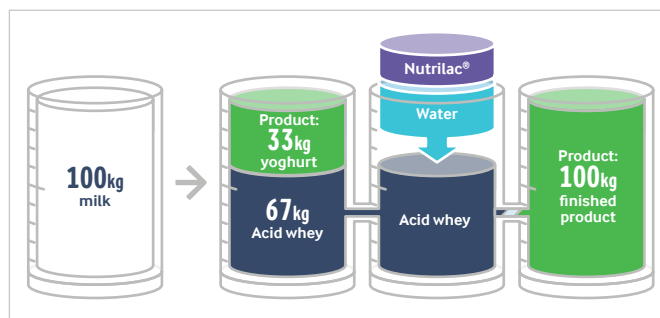 100kg
milk
Product:
33kg
yoghurt
67kg
Acid whey
Nutrilac®
Water
Acid whey
Product:
100kg
finished
product